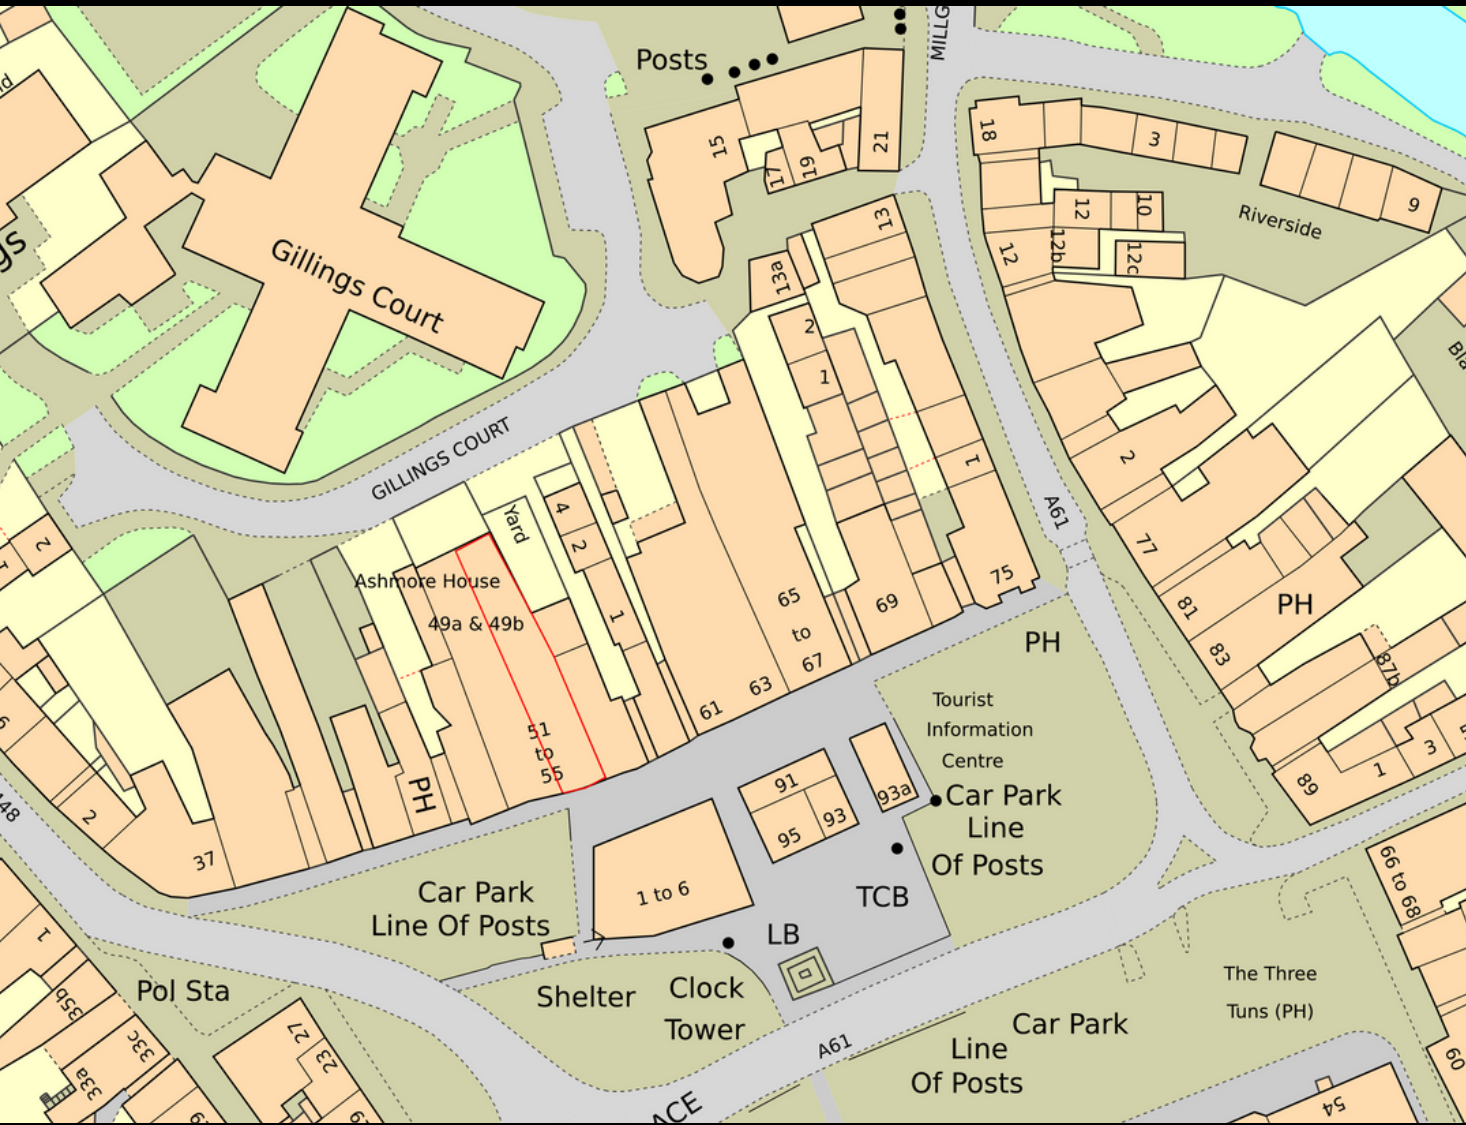 Posts
MILLG
15
17
19
21
18
3
9
Riverside
12
10
12
12b
12c
13
13a
2
1
gs
Gillings Court
GILLINGS COURT
Yard
4
2
1
Ashmore House
49a & 49b
51
to
55
61
63
65
to
67
69
75
1
A61
2
77
81
83
PH
87b
89
1
3
PH
Tourist
Information
Centre
Car Park
Line
Of Posts
91
93
95
93a
TCB
LB
1 to 6
PH
37
2
2
Car Park
Line Of Posts
Shelter
Clock
Tower
Pol Sta
1
35b
33c
33a
27
23
A61
ACE
Car Park
Line
Of Posts
The Three
Tuns (PH)
66 to 68
60
54